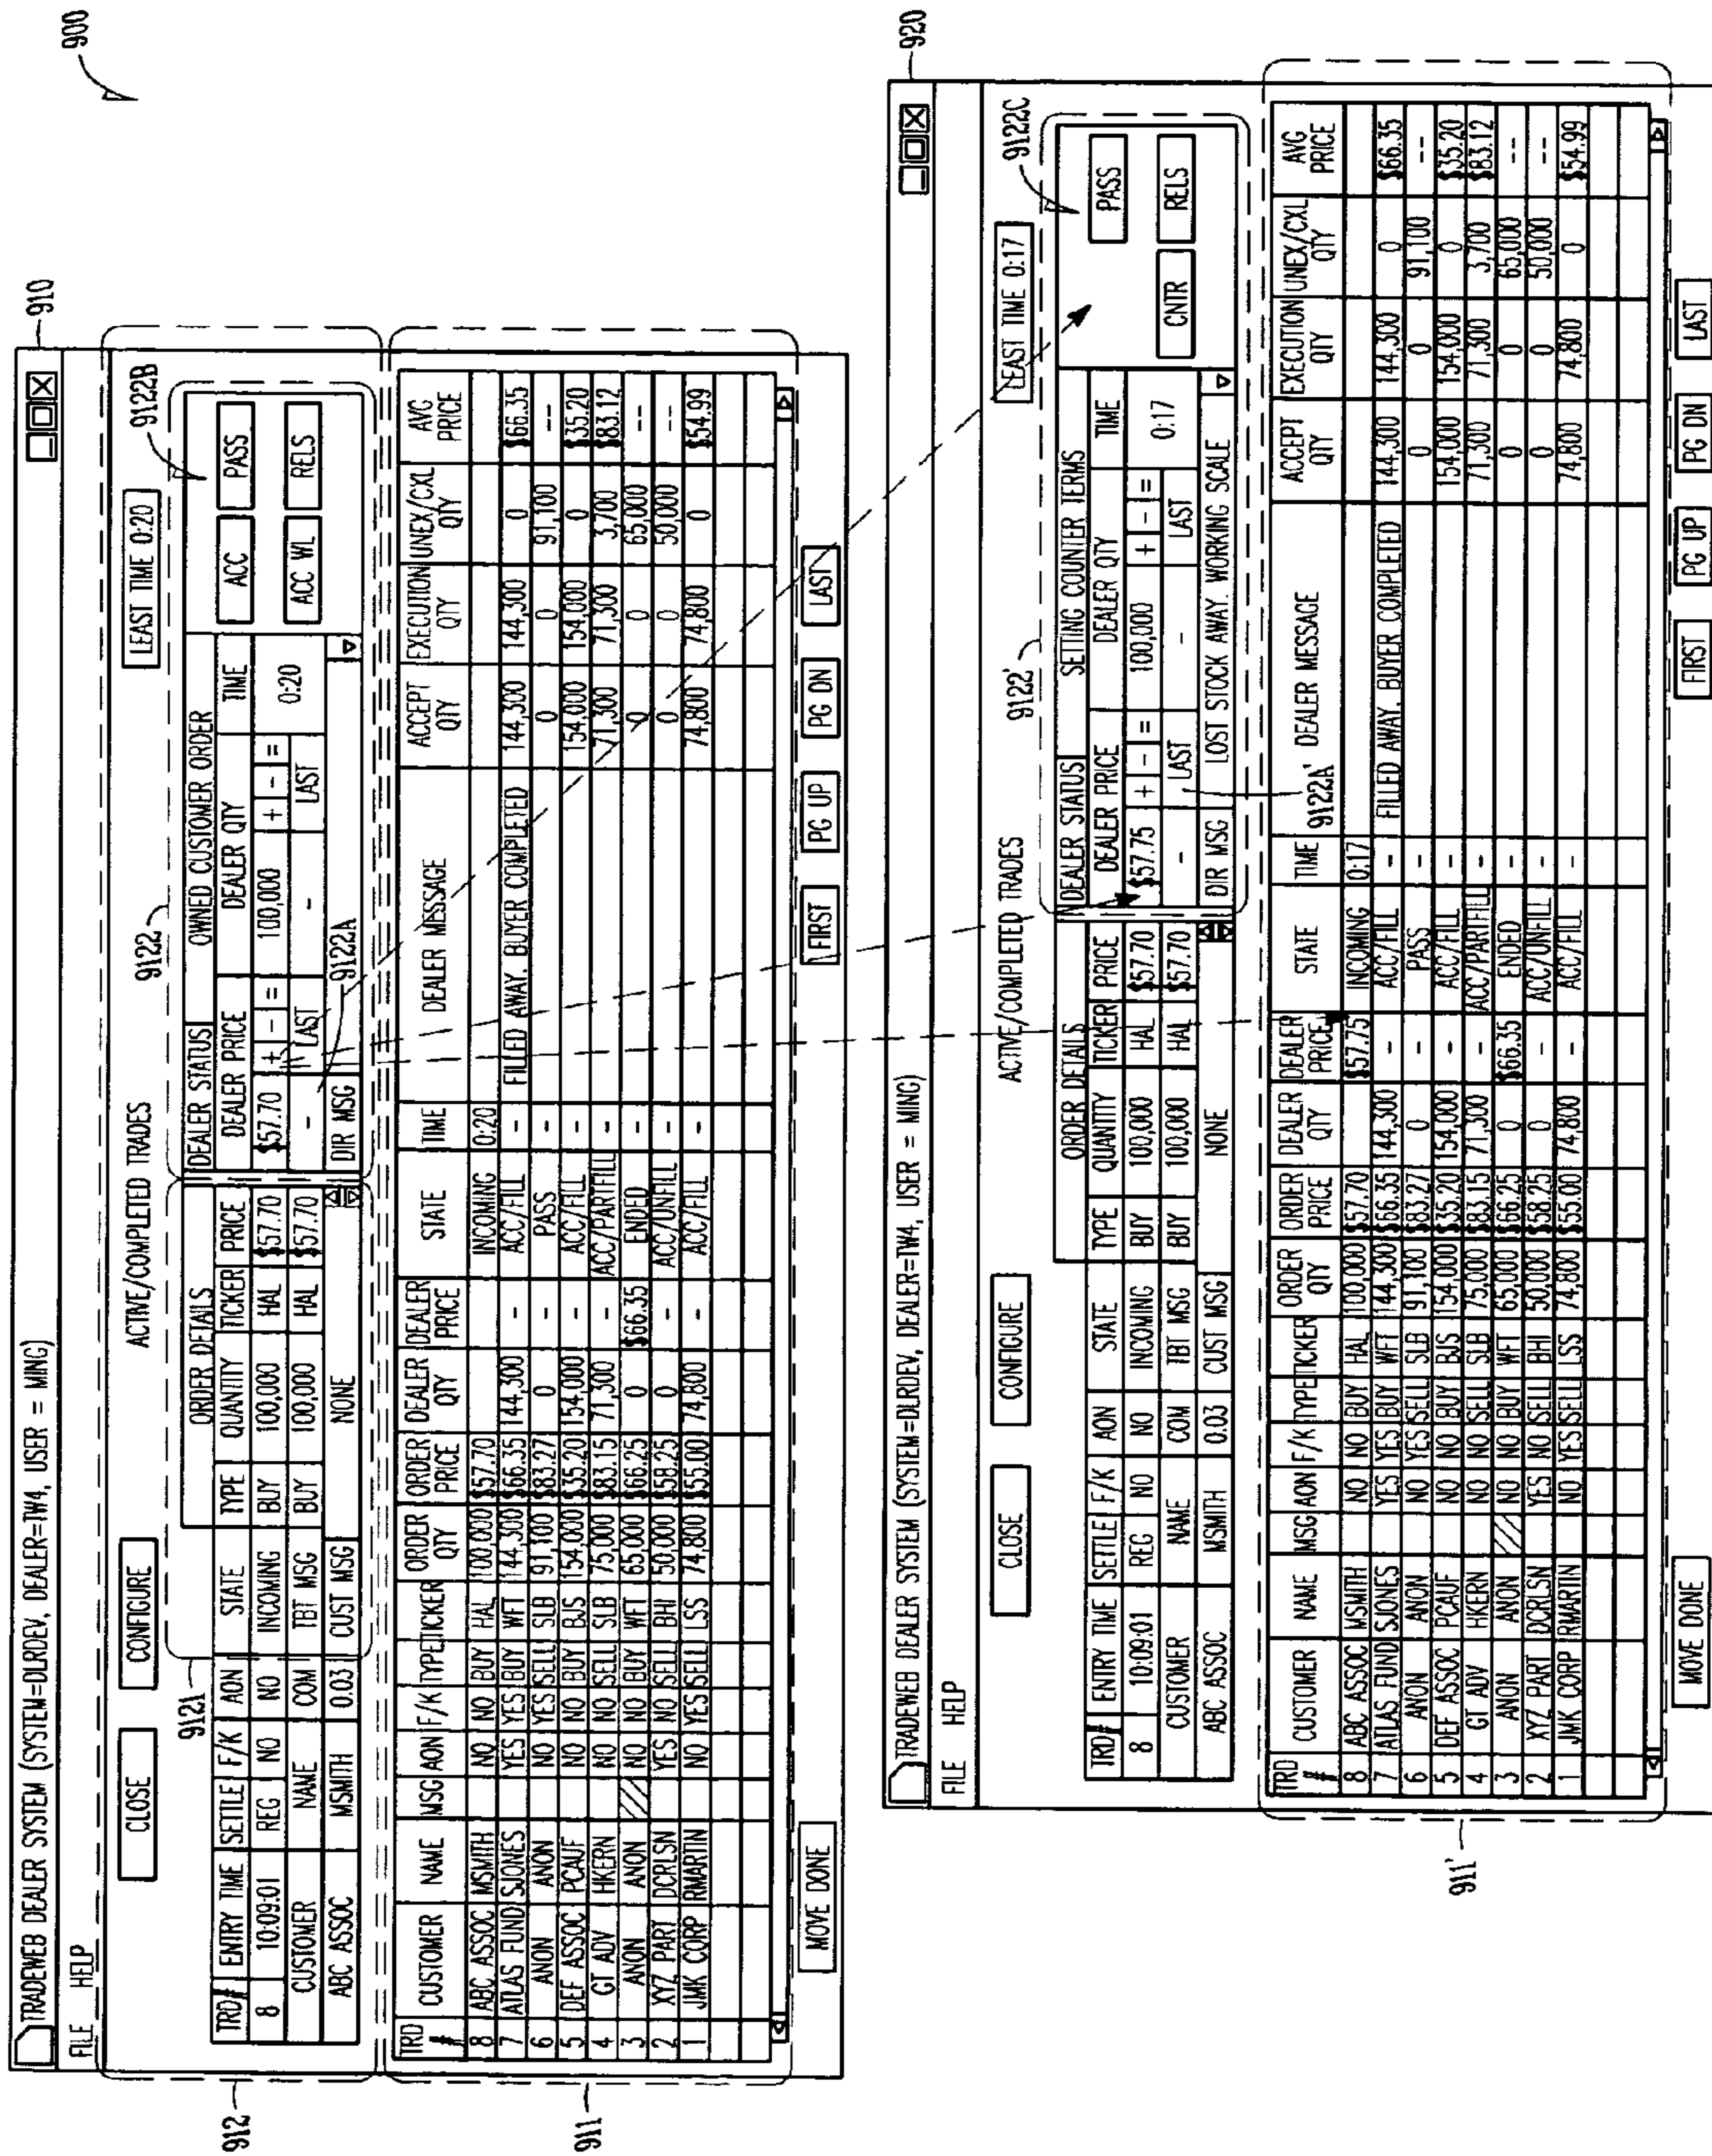 900
910
TRADEWEB DEALER SYSTEM (SYSTEM=DLRDEV, DEALER=TW4, USER = MING)
FILE HELP
CLOSE CONFIGURE ACTIVE/COMPLETED TRADES LEAST TIME 0:20
912
9121
9122
9122B
ORDER DETAILS DEALER STATUS OWNED CUSTOMER ORDER
TRD# ENTRY TIME SETTLE F/K AON STATE TYPE QUANTITY TICKER PRICE DEALER PRICE DEALER QTY TIME ACC PASS
8 10:09:01 REG NO NO INCOMING BUY 100,000 HAL $57.70 $57.70 + - = 100,000 + - = 0:20
CUSTOMER NAME COM TBT MSG BUY 100,000 HAL $57.70 - LAST - LAST ACC WL RELS
ABC ASSOC MSMITH 0.03 CUST MSG NONE DIR MSG
9122A
911
TRD # CUSTOMER NAME MSG AON F/K TYPE TICKER ORDER QTY ORDER PRICE DEALER QTY DEALER PRICE STATE TIME DEALER MESSAGE ACCEPT QTY EXECUTION QTY UNEX/CXL QTY AVG PRICE
8 ABC ASSOC MSMITH NO NO BUY HAL 100,000 $57.70 - INCOMING 0:20
7 ATLAS FUND SJONES YES YES BUY WFT 144,300 $66.35 144,300 - ACC/FILL - FILLED AWAY. BUYER COMPLETED 144,300 144,300 0 $66.35
6 ANON ANON NO YES SELL SLB 91,100 $83.27 0 - PASS - 0 0 91,100 --
5 DEF ASSOC PCAUF NO NO BUY BJS 154,000 $35.20 154,000 - ACC/FILL - 154,000 154,000 0 $35.20
4 GT ADV HKERN NO NO SELL SLB 75,000 $83.15 71,300 - ACC/PARTFILL - 71,300 71,300 3,700 $83.12
3 ANON ANON NO NO BUY WFT 65,000 $66.25 0 $66.35 ENDED - 0 0 65,000 --
2 XYZ PART DCRLSN YES NO SELL BHI 50,000 $58.25 0 - ACC/UNFILL - 0 0 50,000 --
1 JMK CORP RMARTIN NO YES SELL LSS 74,800 $55.00 74,800 - ACC/FILL - 74,800 74,800 0 $54.99
MOVE DONE FIRST PG UP PG DN LAST
920
TRADEWEB DEALER SYSTEM (SYSTEM=DLRDEV, DEALER=TW4, USER = MING)
FILE HELP
CLOSE CONFIGURE ACTIVE/COMPLETED TRADES LEAST TIME 0:17
9122'
9122C
ORDER DETAILS N DEALER STATUS SETTING COUNTER TERMS
TRD# ENTRY TIME SETTLE F/K AON STATE TYPE QUANTITY TICKER PRICE DEALER PRICE DEALER QTY TIME PASS
8 10:09:01 REG NO NO INCOMING BUY 100,000 HAL $57.70 $57.75 + - = 100,000 + - = 0:17
CUSTOMER NAME COM TBT MSG BUY 100,000 HAL $57.70 - LAST - LAST CNTR RELS
ABC ASSOC MSMITH 0.03 CUST MSG NONE DIR MSG LOST STOCK AWAY. WORKING SCALE
9122A'
911'
TRD # CUSTOMER NAME MSG AON F/K TYPE TICKER ORDER QTY ORDER PRICE DEALER QTY DEALER PRICE STATE TIME DEALER MESSAGE ACCEPT QTY EXECUTION QTY UNEX/CXL QTY AVG PRICE
8 ABC ASSOC MSMITH NO NO BUY HAL 100,000 $57.70 $57.75 INCOMING 0:17
7 ATLAS FUND SJONES YES YES BUY WFT 144,300 $66.35 144,300 - ACC/FILL - FILLED AWAY. BUYER COMPLETED 144,300 144,300 0 $66.35
6 ANON ANON NO YES SELL SLB 91,100 $83.27 0 - PASS - 0 0 91,100 --
5 DEF ASSOC PCAUF NO NO BUY BJS 154,000 $35.20 154,000 - ACC/FILL - 154,000 154,000 0 $35.20
4 GT ADV HKERN NO NO SELL SLB 75,000 $83.15 71,300 - ACC/PARTFILL - 71,300 71,300 3,700 $83.12
3 ANON ANON NO NO BUY WFT 65,000 $66.25 0 $66.35 ENDED - 0 0 65,000 --
2 XYZ PART DCRLSN YES NO SELL BHI 50,000 $58.25 0 - ACC/UNFILL - 0 0 50,000 --
1 JMK CORP RMARTIN NO YES SELL LSS 74,800 $55.00 74,800 - ACC/FILL - 74,800 74,800 0 $54.99
MOVE DONE FIRST PG UP PG DN LAST